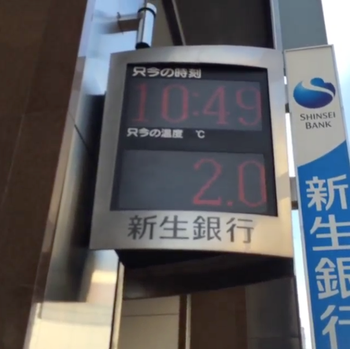 只今の時刻
10:49
只今の温度 ℃
2.0
新生銀行
SHINSEI
BANK
新生銀行